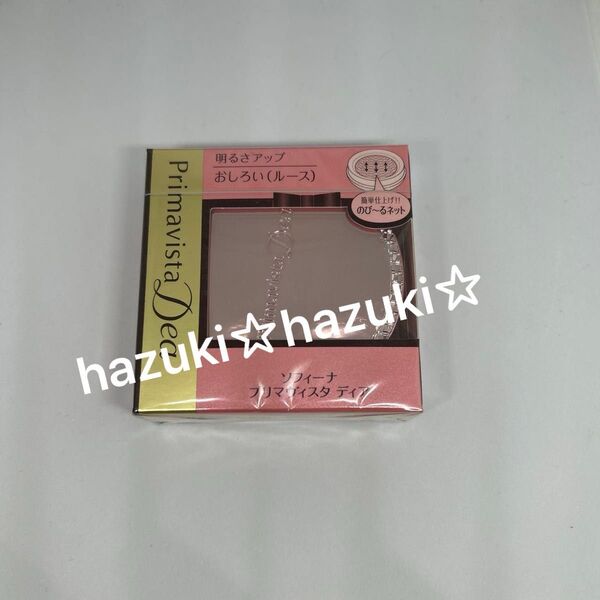 Primavista
Dea
明るさアップ
おしろい(ルース)
簡単仕上げ!!
のび〜るネット
hazuki☆hazuki☆
ソフィーナ
プリマヴィスタ ディア